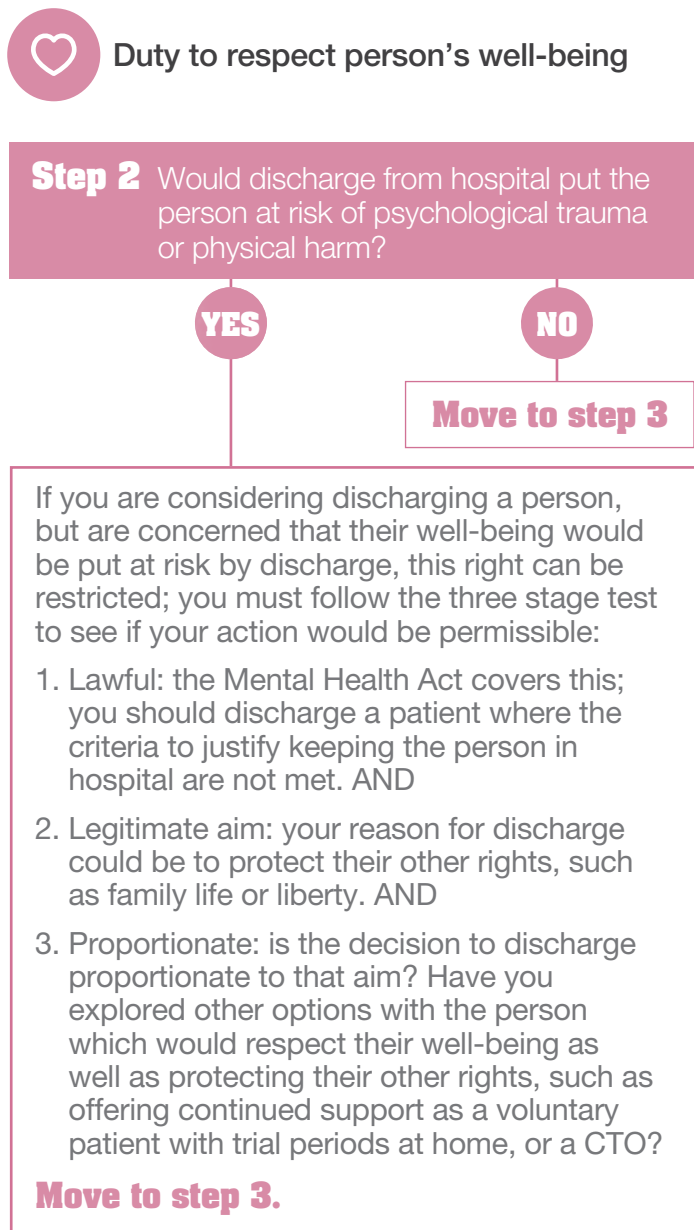 Duty to respect person's well-being
Step 2 Would discharge from hospital put the
person at risk of psychological trauma
or physical harm?
YES
NO
Move to step 3
If you are considering discharging a person,
but are concerned that their well-being would
be put at risk by discharge, this right can be
restricted; you must follow the three stage test
to see if your action would be permissible:
1. Lawful: the Mental Health Act covers this;
you should discharge a patient where the
criteria to justify keeping the person in
hospital are not met. AND
2. Legitimate aim: your reason for discharge
could be to protect their other rights, such
as family life or liberty. AND
3. Proportionate: is the decision to discharge
proportionate to that aim? Have you
explored other options with the person
which would respect their well-being as
well as protecting their other rights, such as
offering continued support as a voluntary
patient with trial periods at home, or a CTO?
Move to step 3.